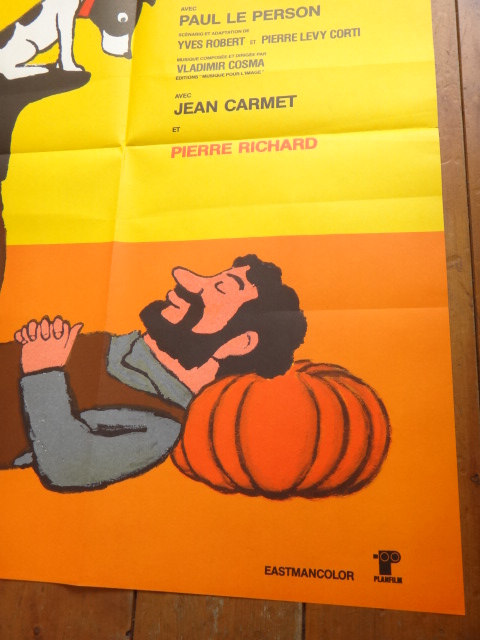 AVEC
PAUL LE PERSON
SCÉNARIO ET ADAPTATION DE
YVES ROBERT ET PIERRE LEVY CORTI
MUSIQUE COMPOSÉE ET DIRIGÉE PAR
VLADIMIR COSMA
EDITIONS "MUSIQUE POUR L'IMAGE"
AVEC
JEAN CARMET
ET
PIERRE RICHARD
EASTMANCOLOR
PLANFILM